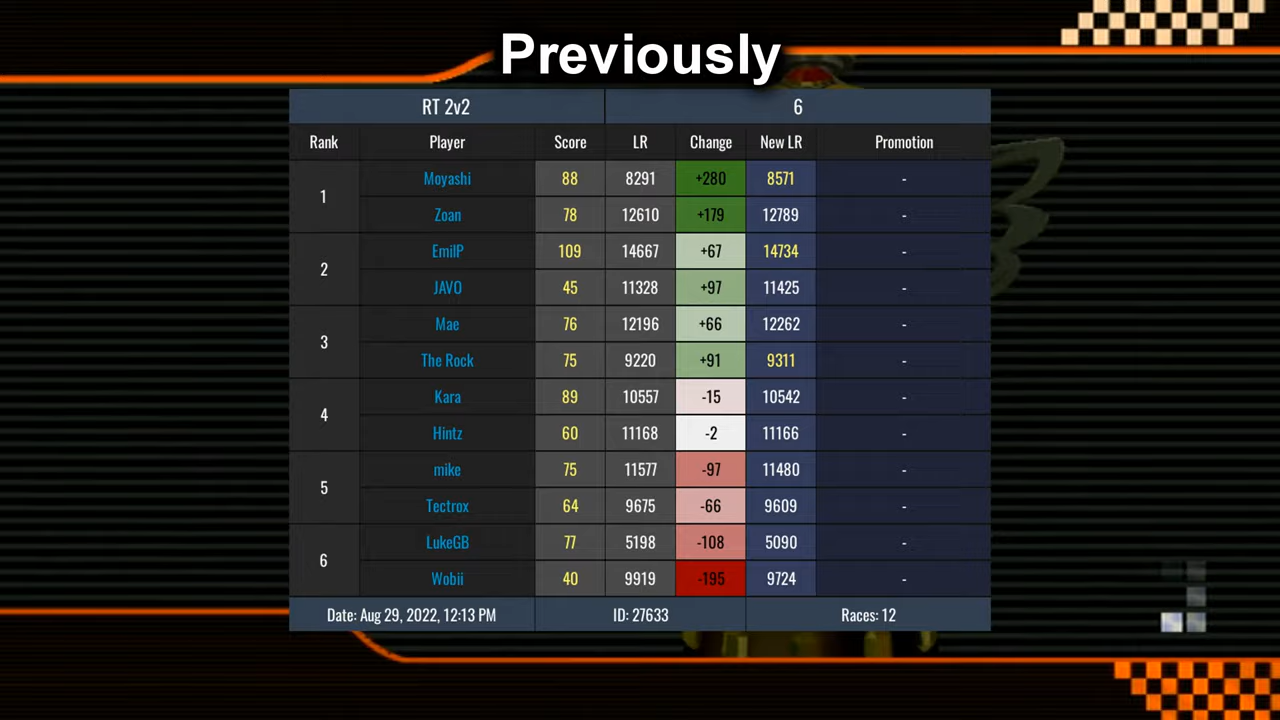 Previously
RT 2v2 6
Rank Player Score LR Change New LR Promotion
1
Moyashi 88 8291 +280 8571 -
Zoan 78 12610 +179 12789 -
2
EmilP 109 14667 +67 14734 -
JAVO 45 11328 +97 11425 -
3
Mae 76 12196 +66 12262 -
The Rock 75 9220 +91 9311 -
4
Kara 89 10557 -15 10542 -
Hintz 60 11168 -2 11166 -
5
mike 75 11577 -97 11480 -
Tectrox 64 9675 -66 9609 -
6
LukeGB 77 5198 -108 5090 -
Wobii 40 9919 -195 9724 -
Date: Aug 29, 2022, 12:13 PM ID: 27633 Races: 12